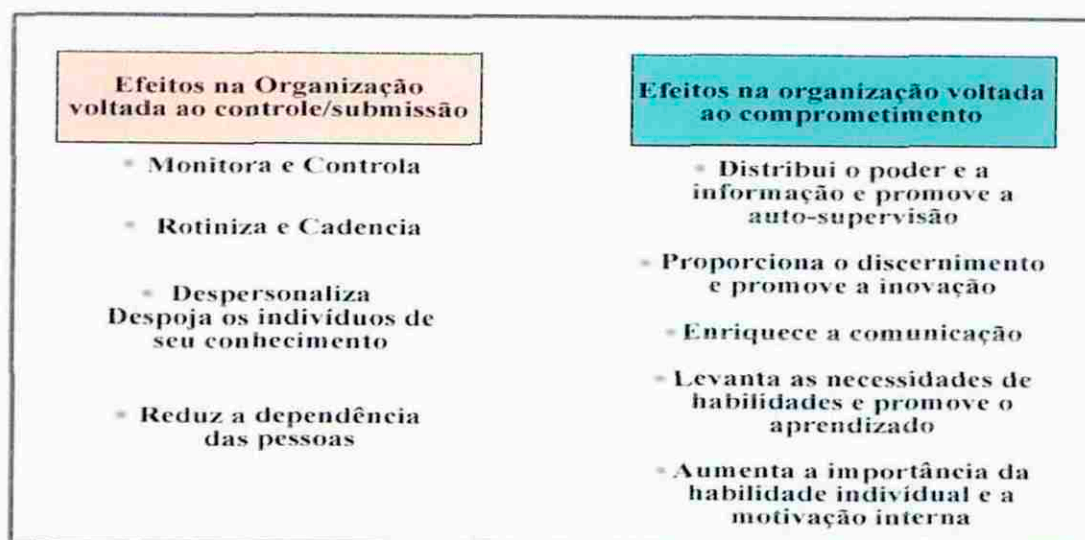 Efeitos na Organização
voltada ao controle/submissão
• Monitora e Controla
• Rotiniza e Cadencia
• Despersonaliza
Despoja os indivíduos de
seu conhecimento
• Reduz a dependência
das pessoas
Efeitos na organização voltada
ao comprometimento
• Distribui o poder e a
informação e promove a
auto-supervisão
• Proporciona o discernimento
e promove a inovação
• Enriquece a comunicação
• Levanta as necessidades de
habilidades e promove o
aprendizado
• Aumenta a importância da
habilidade individual e a
motivação interna